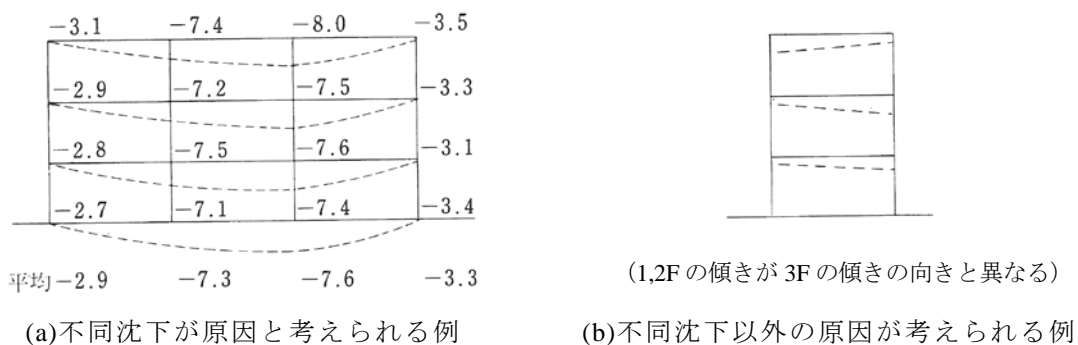 -3.1 -7.4 -8.0 -3.5
-2.9 -7.2 -7.5 -3.3
-2.8 -7.5 -7.6 -3.1
-2.7 -7.1 -7.4 -3.4
平均-2.9 -7.3 -7.6 -3.3
(a)不同沈下が原因と考えられる例
(1,2Fの傾きが3Fの傾きの向きと異なる)
(b)不同沈下以外の原因が考えられる例